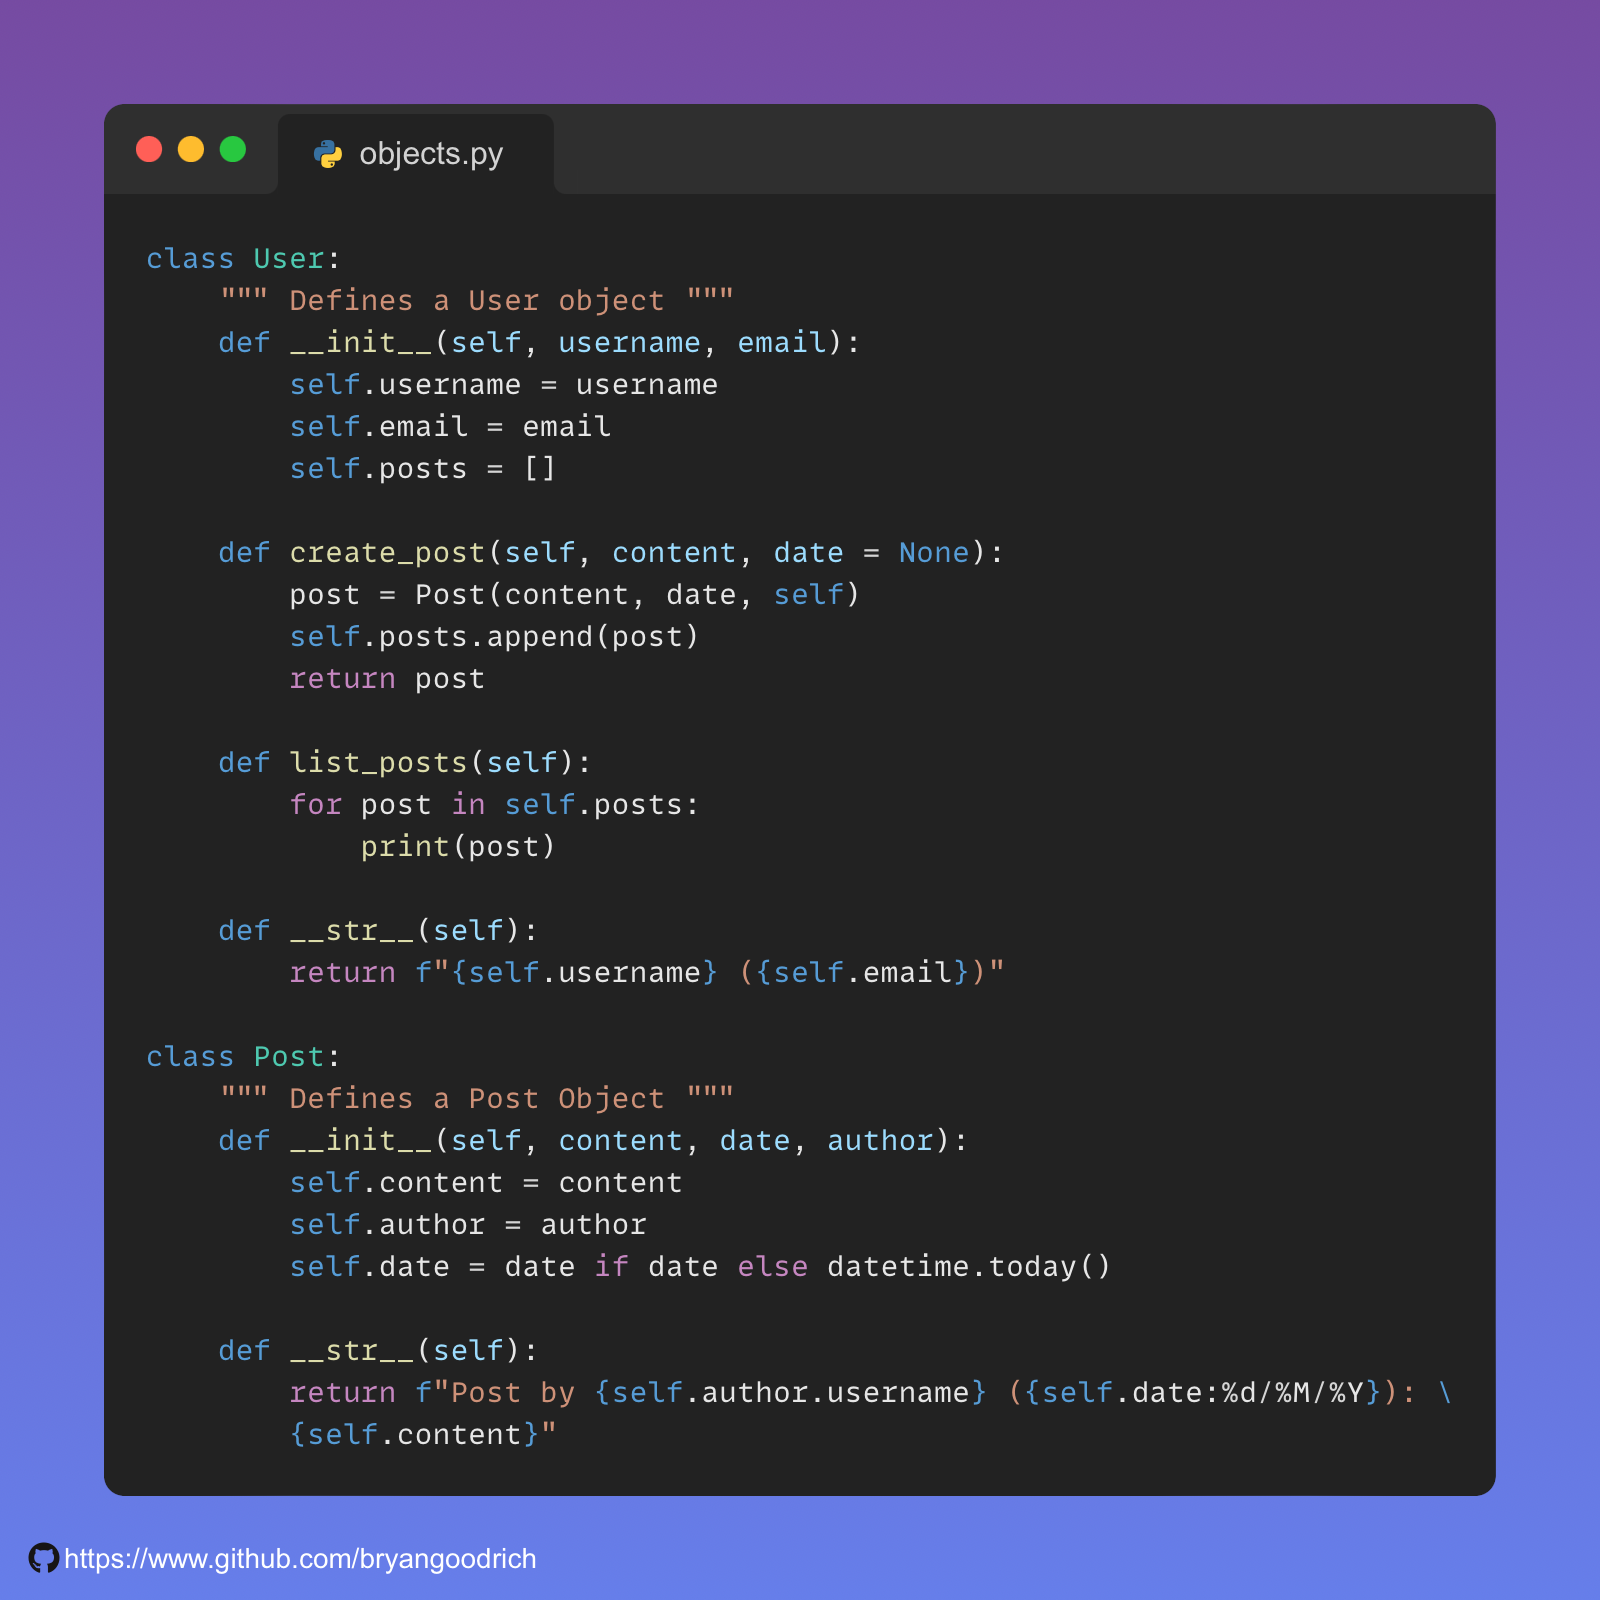 objects.py
class User:
    """ Defines a User object """
    def __init__(self, username, email):
        self.username = username
        self.email = email
        self.posts = []

    def create_post(self, content, date = None):
        post = Post(content, date, self)
        self.posts.append(post)
        return post

    def list_posts(self):
        for post in self.posts:
            print(post)

    def __str__(self):
        return f"{self.username} ({self.email})"

class Post:
    """ Defines a Post Object """
    def __init__(self, content, date, author):
        self.content = content
        self.author = author
        self.date = date if date else datetime.today()

    def __str__(self):
        return f"Post by {self.author.username} ({self.date:%d/%M/%Y}): \
        {self.content}"
https://www.github.com/bryangoodrich